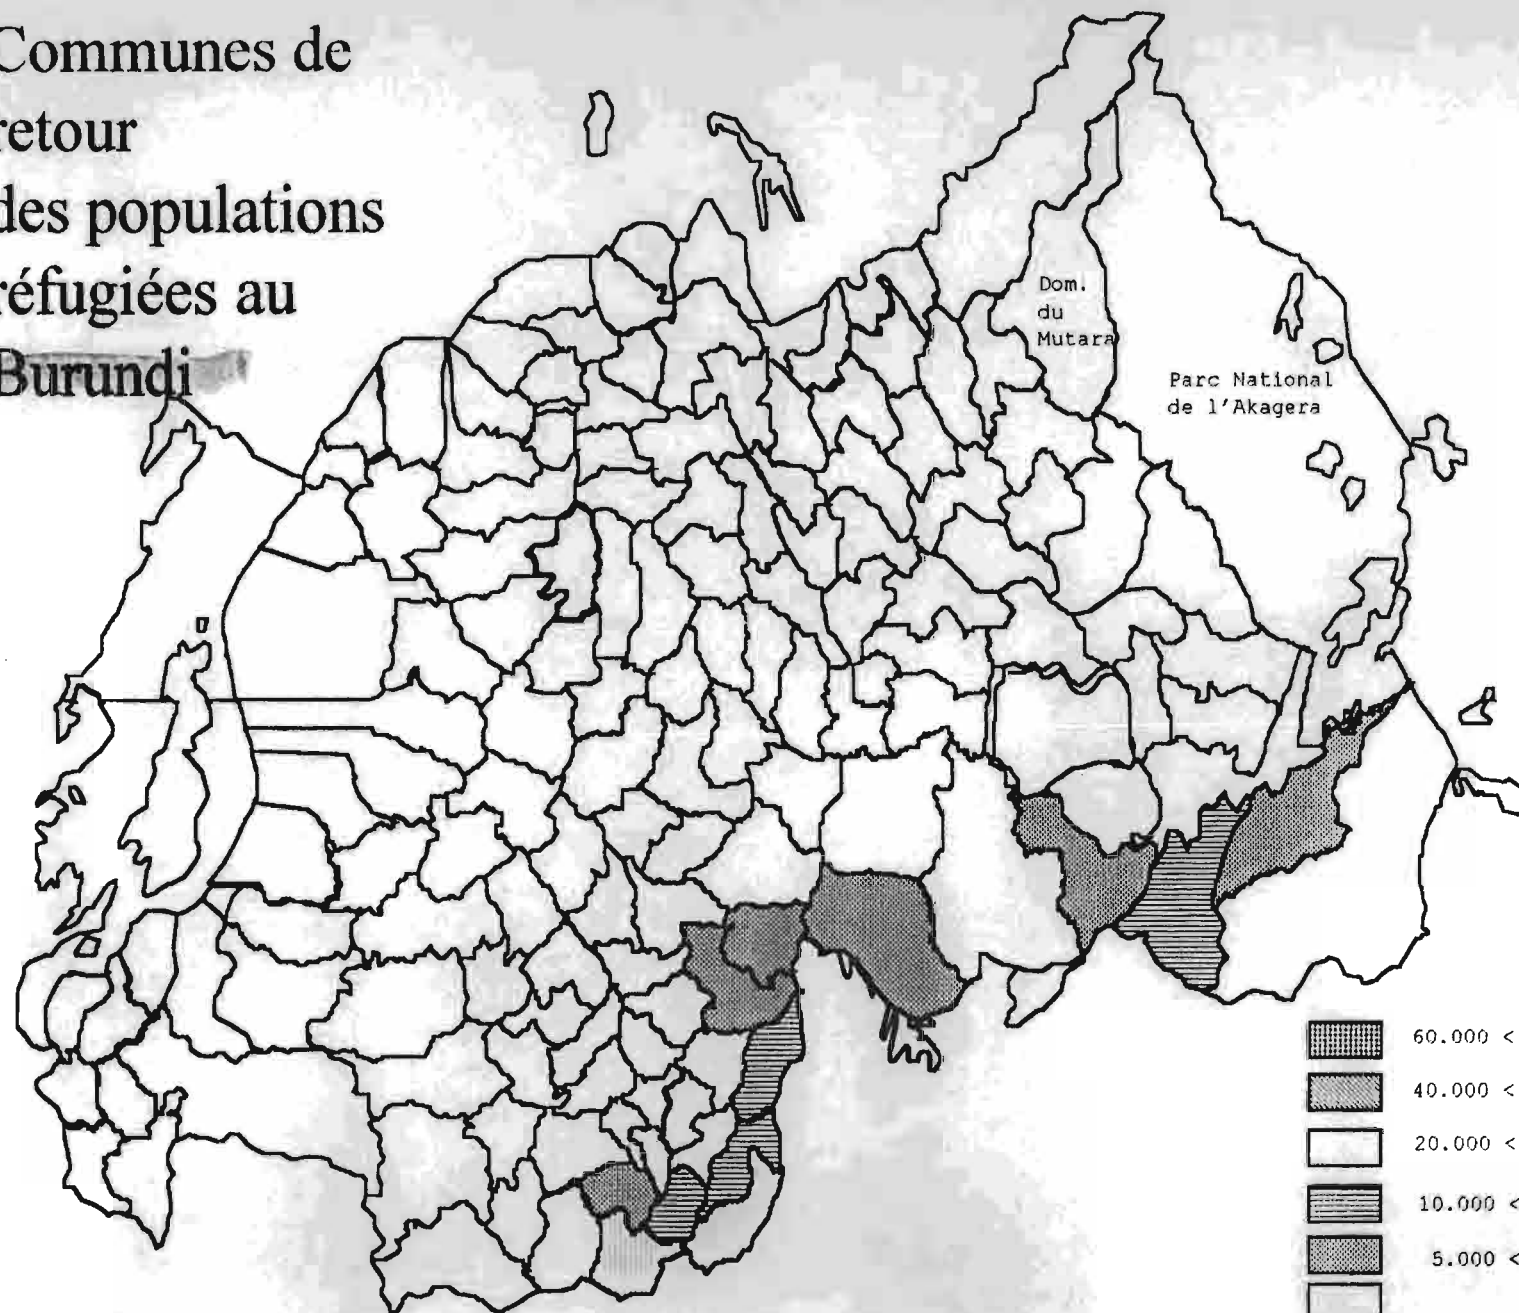 Communes de
retour
des populations
réfugiées au
Burundi
Dom.
du
Mutara
Parc National
de l'Akagera
60.000 <
40.000 <
20.000 <
10.000 <
5.000 <